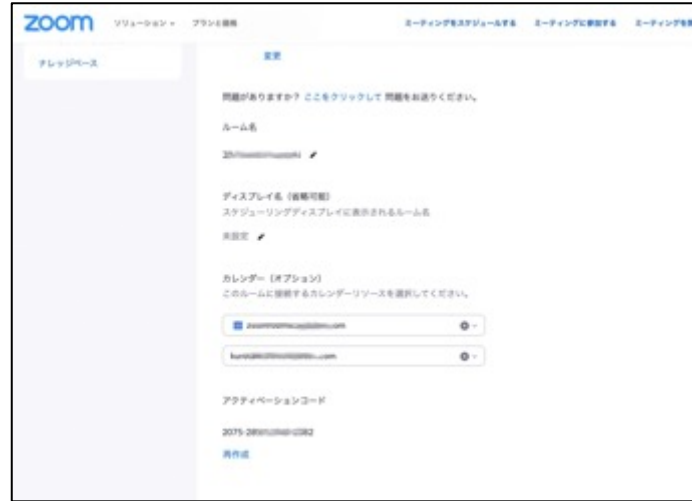 zoom ソリューション プランと価格 ミーティングをスケジュールする ミーティングに参加する
ナレッジベース
変更
問題がありますか？ ここをクリックして 問題をお送りください。
ルーム名
ディスプレイ名（省略可能）
スケジューリングディスプレイに表示されるルーム名
未設定
カレンダー（オプション）
このルームに接続するカレンダーリソースを選択してください。
アクティベーションコード
再作成